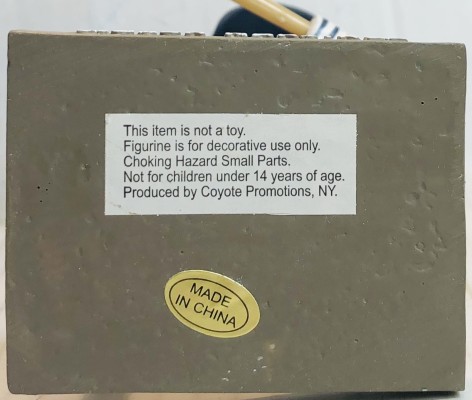 This item is not a toy.
Figurine is for decorative use only.
Choking Hazard Small Parts.
Not for children under 14 years of age.
Produced by Coyote Promotions, NY.
MADE
IN CHINA